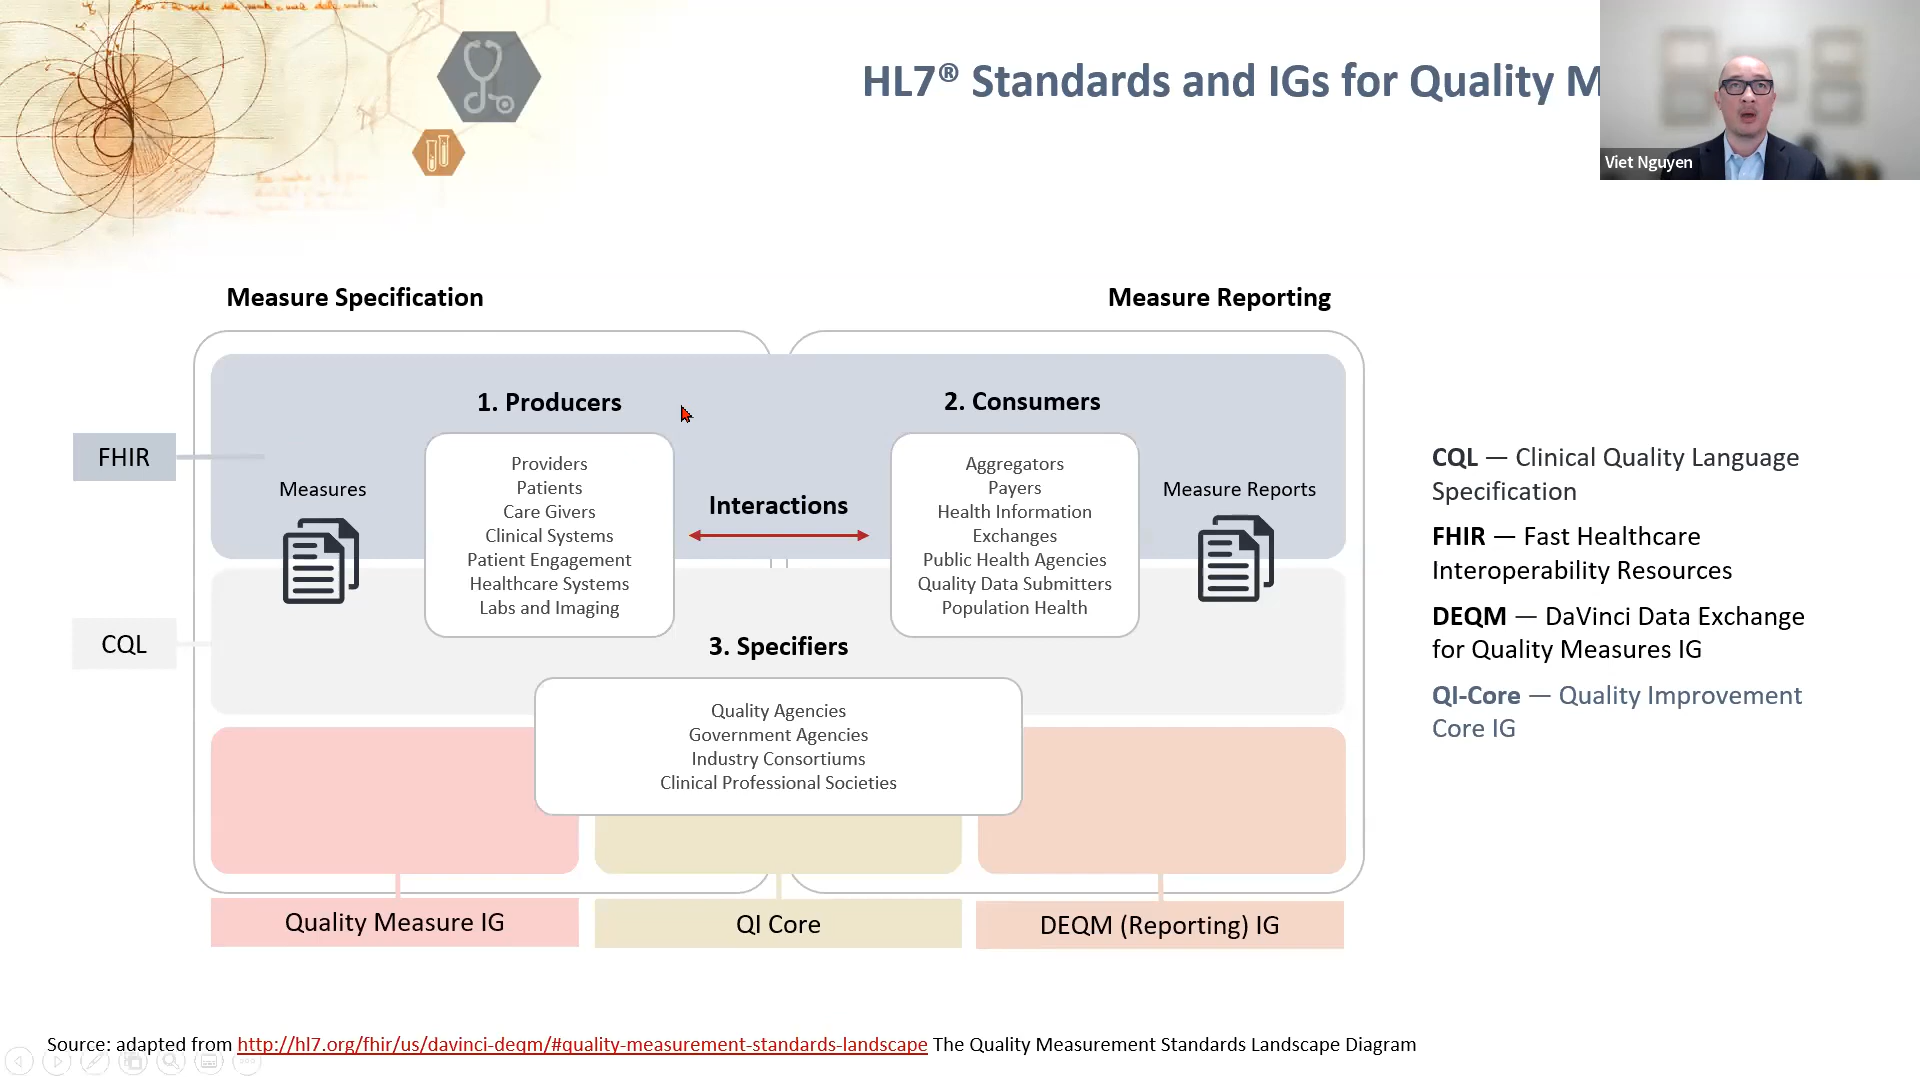 HL7® Standards and IGs for Quality M
Viet Nguyen
Measure Specification
Measure Reporting
1. Producers
2. Consumers
FHIR
Measures
Providers
Patients
Care Givers
Clinical Systems
Patient Engagement
Healthcare Systems
Labs and Imaging
Interactions
Aggregators
Payers
Health Information
Exchanges
Public Health Agencies
Quality Data Submitters
Population Health
Measure Reports
CQL
3. Specifiers
Quality Agencies
Government Agencies
Industry Consortiums
Clinical Professional Societies
Quality Measure IG
QI Core
DEQM (Reporting) IG
CQL — Clinical Quality Language
Specification
FHIR — Fast Healthcare
Interoperability Resources
DEQM — DaVinci Data Exchange
for Quality Measures IG
QI-Core — Quality Improvement
Core IG
Source: adapted from http://hl7.org/fhir/us/davinci-deqm/#quality-measurement-standards-landscape The Quality Measurement Standards Landscape Diagram